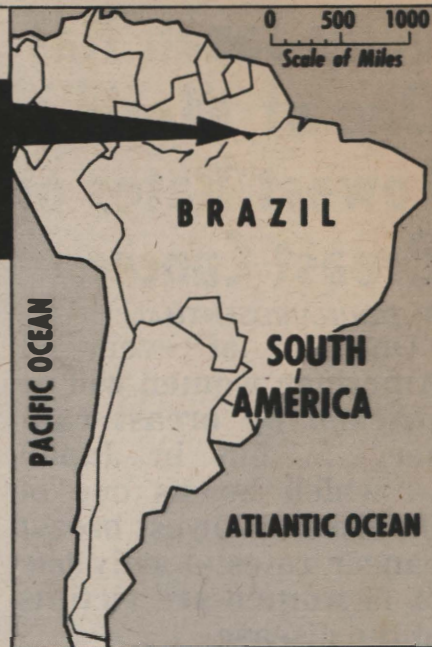 0 500 1000
Scale of Miles
BRAZIL
PACIFIC OCEAN
SOUTH
AMERICA
ATLANTIC OCEAN